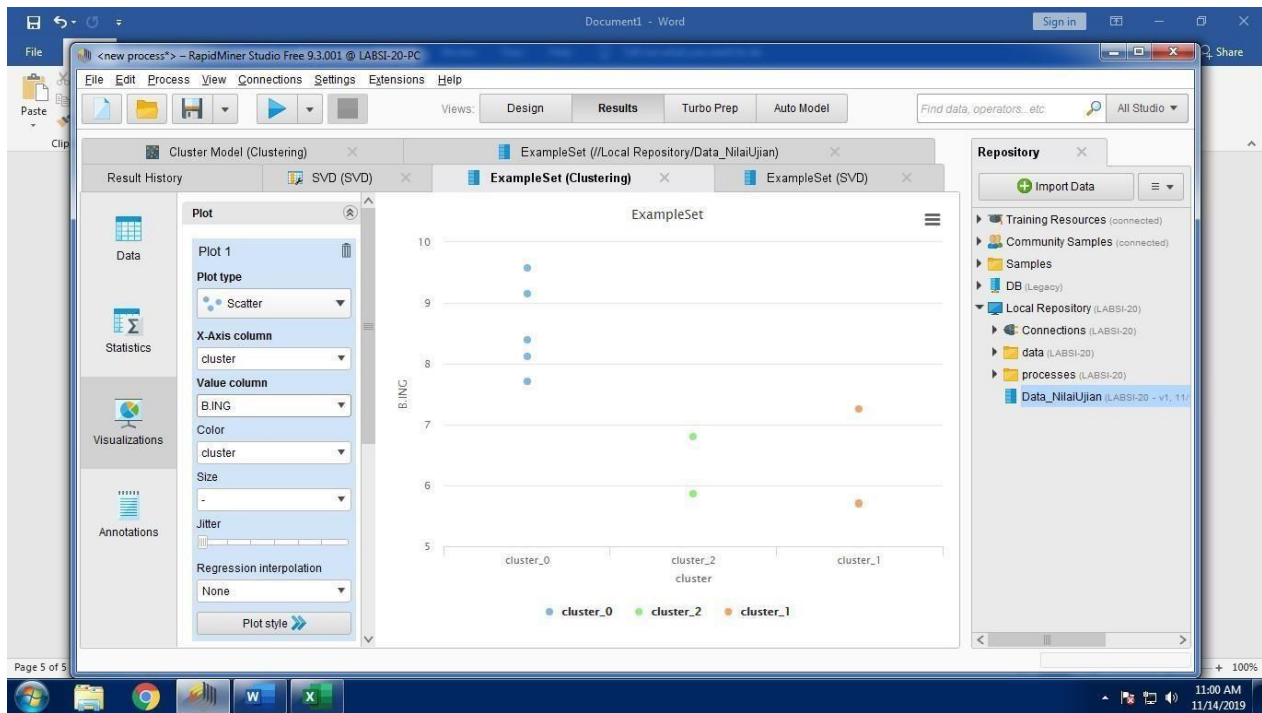 Document1 - Word
Sign in
File
Share
Paste
Clip
<new process*> – RapidMiner Studio Free 9.3.001 @ LABSI-20-PC
File Edit Process View Connections Settings Extensions Help
Views:
Design
Results
Turbo Prep
Auto Model
Find data, operators...etc
All Studio
Cluster Model (Clustering)
ExampleSet (//Local Repository/Data_NilaiUjian)
Result History
SVD (SVD)
ExampleSet (Clustering)
ExampleSet (SVD)
Data
Statistics
Visualizations
Annotations
Plot
Plot 1
Plot type
Scatter
X-Axis column
cluster
Value column
B.ING
Color
cluster
Size
-
Jitter
Regression interpolation
None
Plot style
ExampleSet
10
9
8
7
6
5
B.ING
cluster_0 cluster_2 cluster_1
cluster
cluster_0 cluster_2 cluster_1
Repository
Import Data
Training Resources (connected)
Community Samples (connected)
Samples
DB (Legacy)
Local Repository (LABSI-20)
Connections (LABSI-20)
data (LABSI-20)
processes (LABSI-20)
Data_NilaiUjian (LABSI-20 - v1, 11/
Page 5 of 5
+ 100%
11:00 AM
11/14/2019